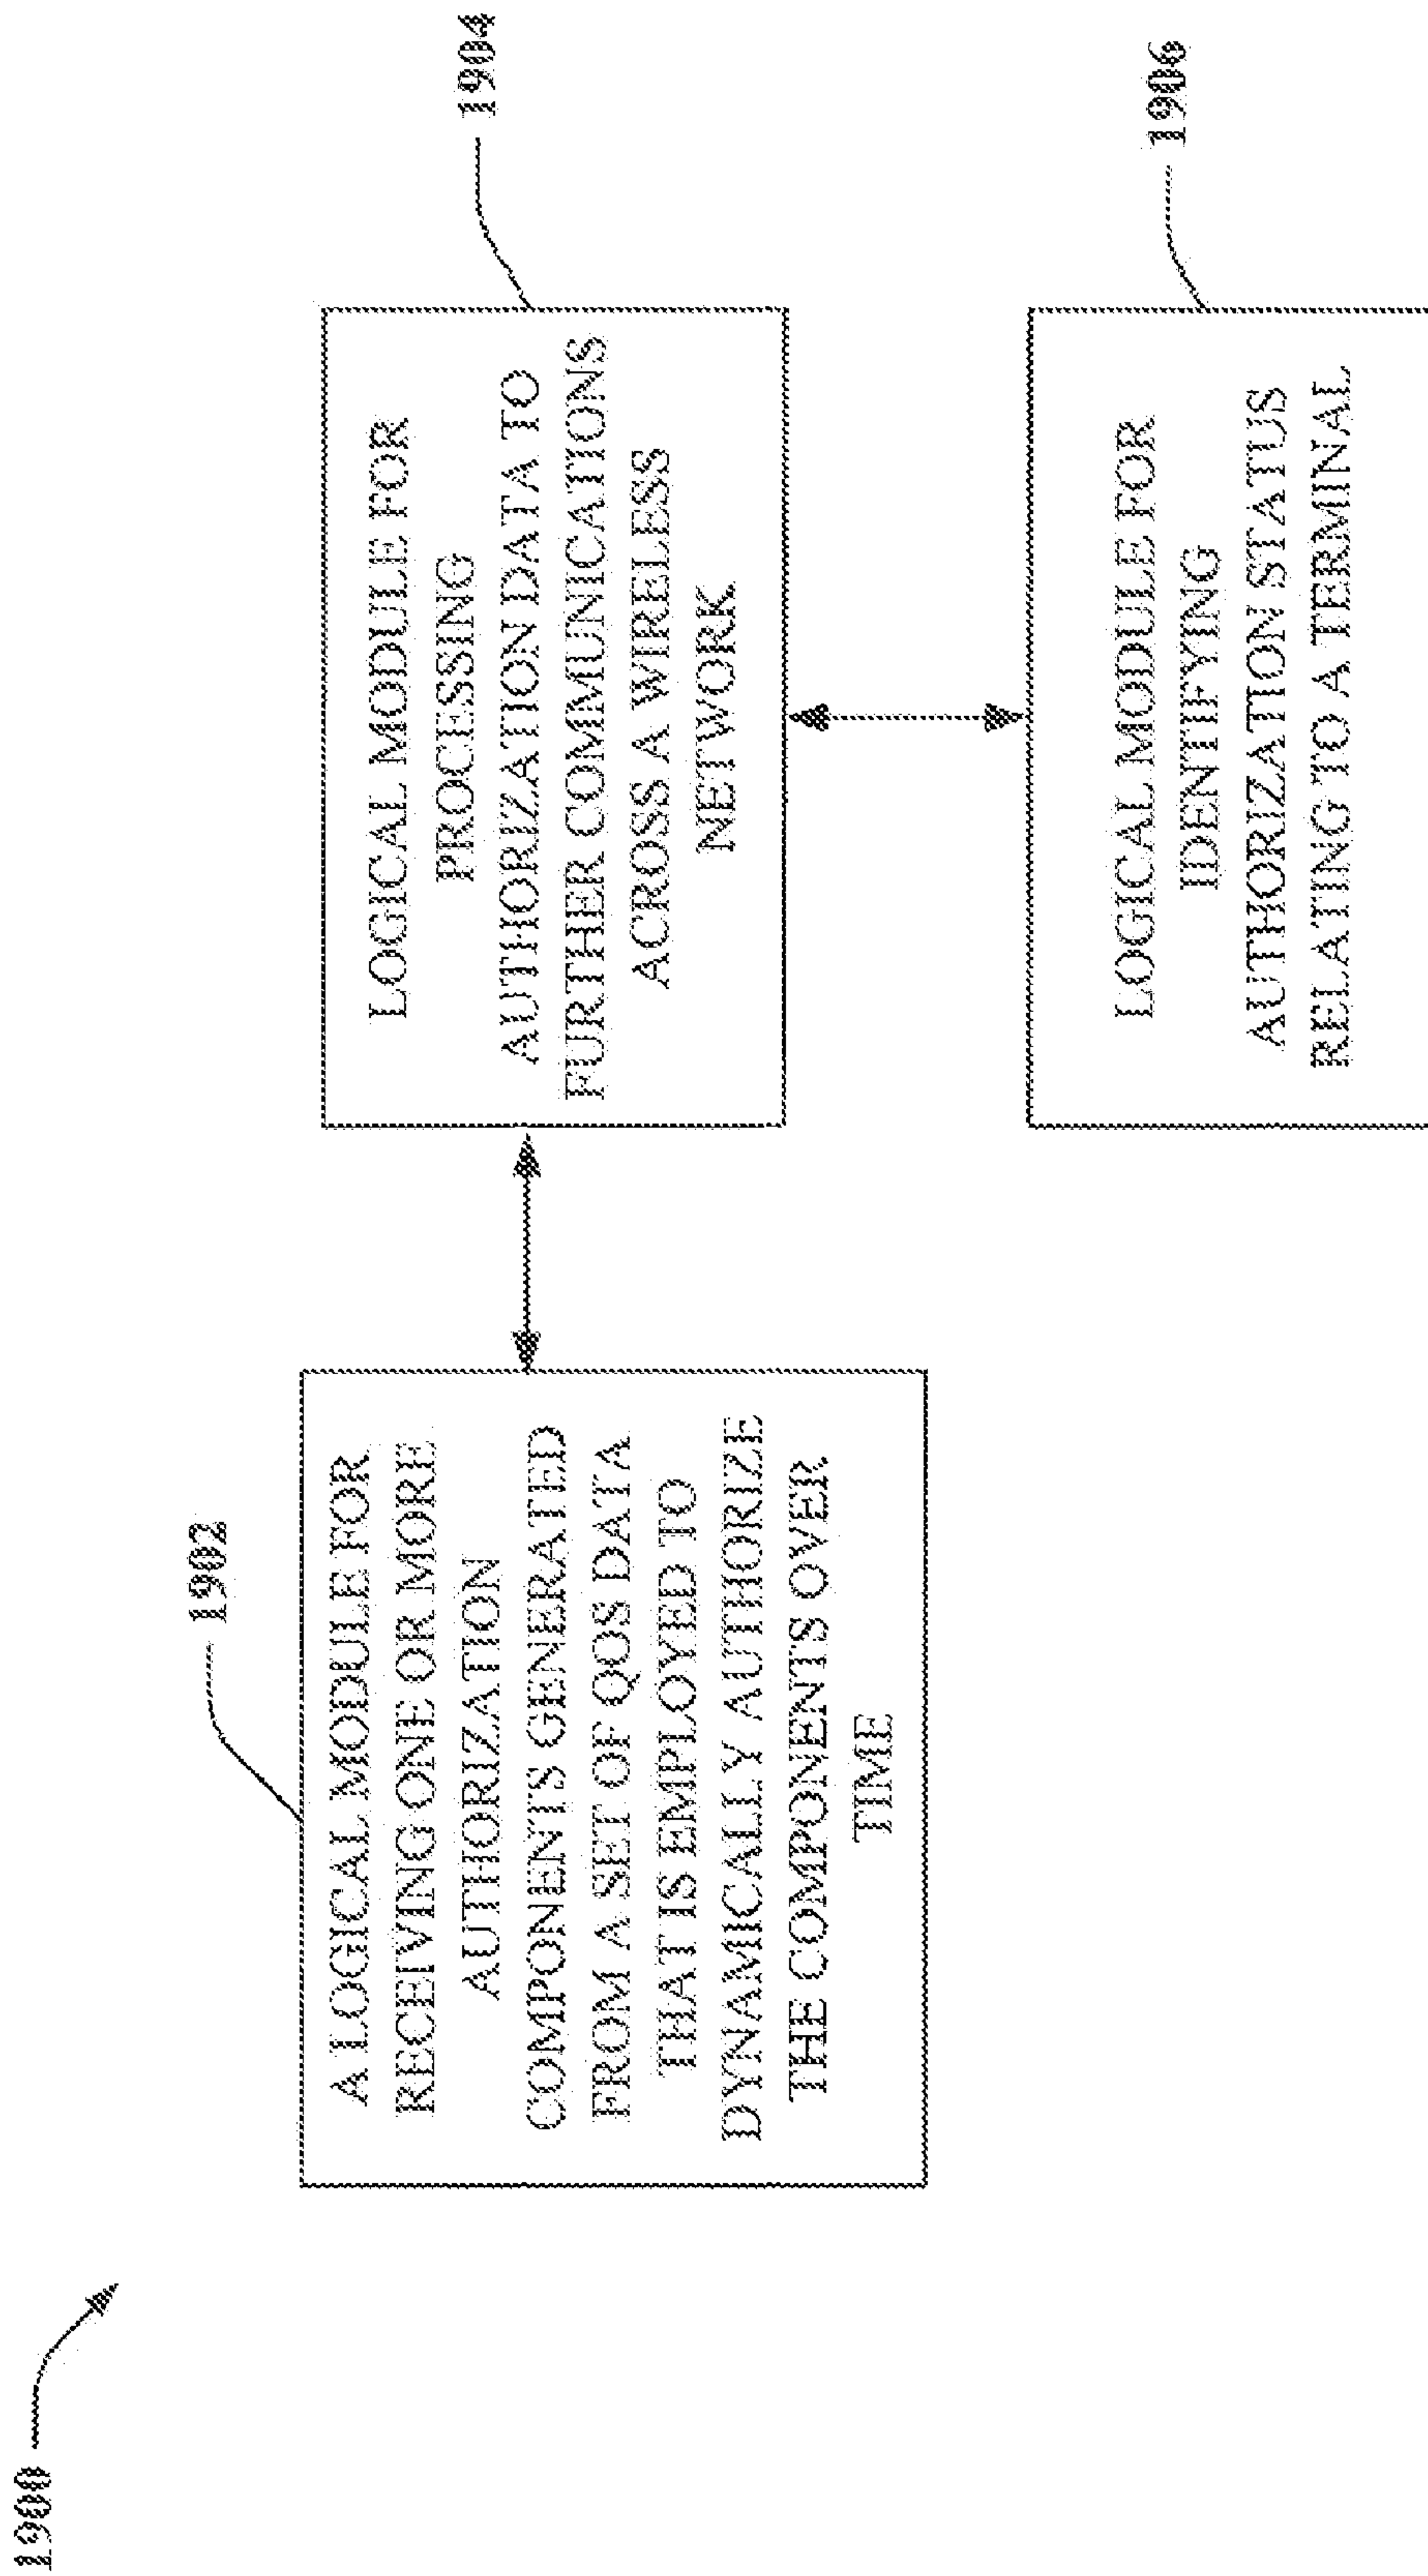 1900
1902
A LOGICAL MODULE FOR
RECEIVING ONE OR MORE
AUTHORIZATION
COMPONENTS GENERATED
FROM A SET OF QOS DATA
THAT IS EMPLOYED TO
DYNAMICALLY AUTHORIZE
THE COMPONENTS OVER
TIME
1904
LOGICAL MODULE FOR
PROCESSING
AUTHORIZATION DATA TO
FURTHER COMMUNICATIONS
ACROSS A WIRELESS
NETWORK
1906
LOGICAL MODULE FOR
IDENTIFYING
AUTHORIZATION STATUS
RELATING TO A TERMINAL